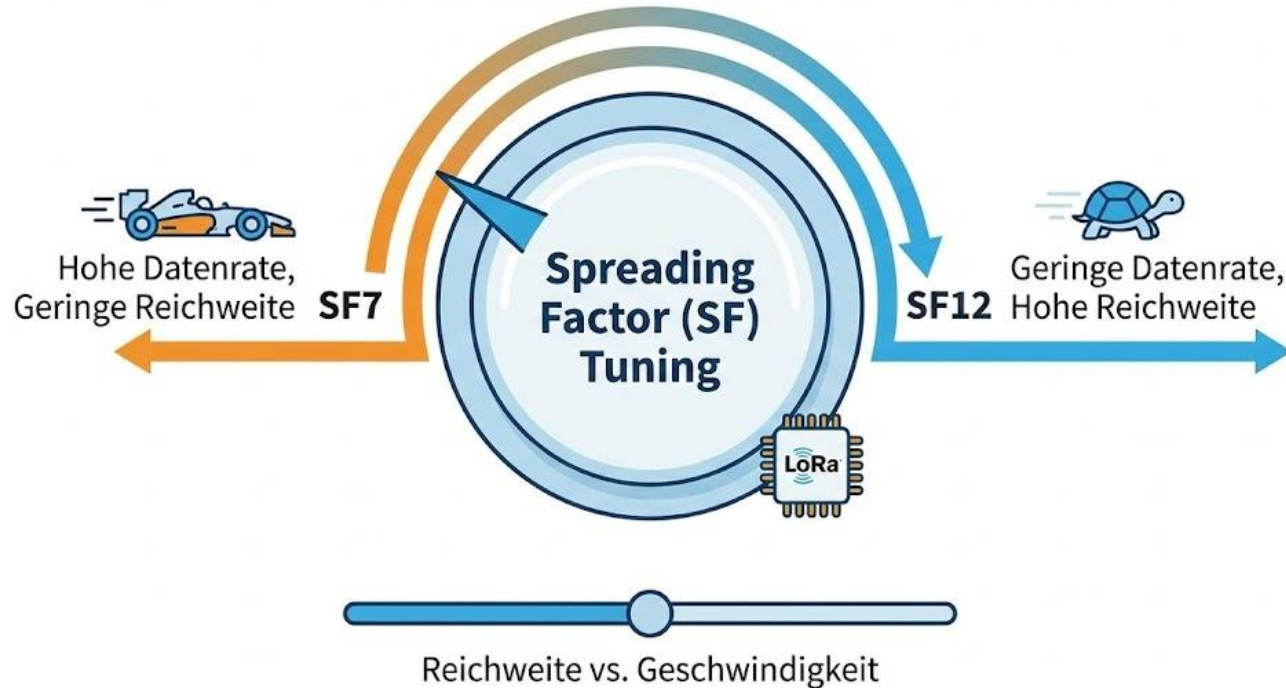 Hohe Datenrate,
Geringe Reichweite
SF7
Spreading
Factor (SF)
Tuning
SF12
Geringe Datenrate,
Hohe Reichweite
LoRa
Reichweite vs. Geschwindigkeit